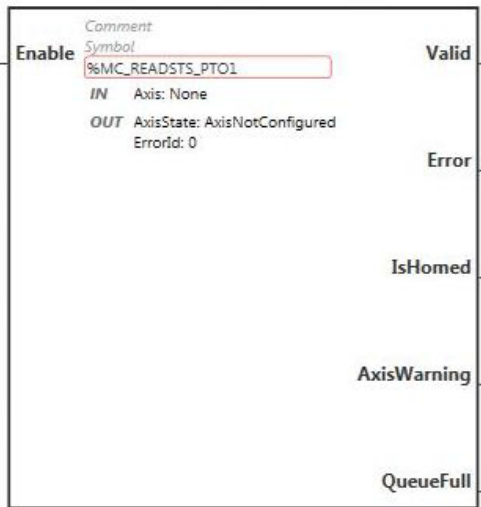 Comment
Enable Symbol Valid
%MC_READSTS_PTO1
IN Axis: None
OUT AxisState: AxisNotConfigured
ErrorId: 0
Error
IsHomed
AxisWarning
QueueFull